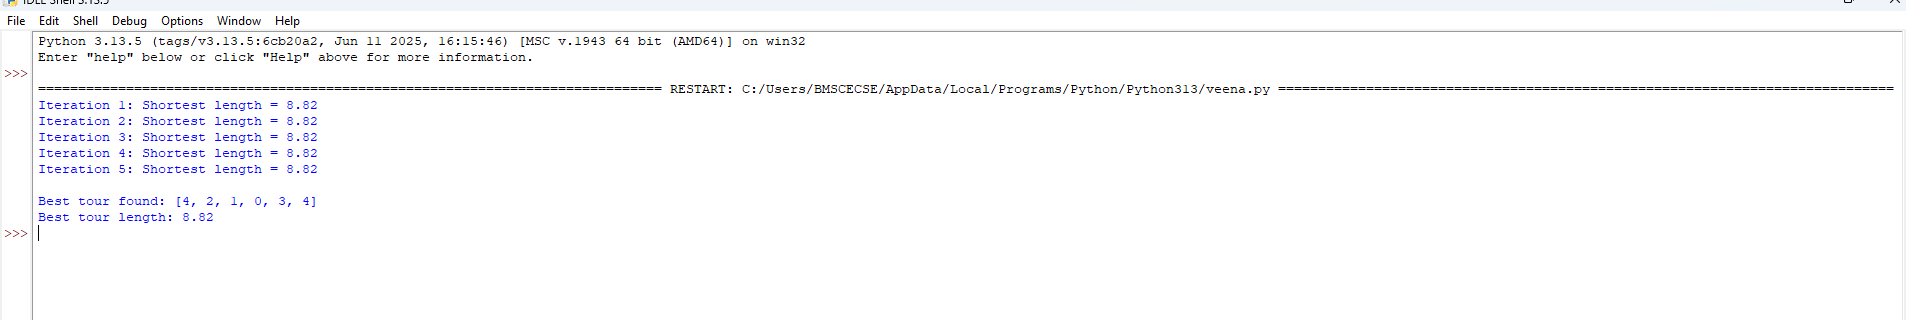 IDLE Shell 3.13.5
File Edit Shell Debug Options Window Help
Python 3.13.5 (tags/v3.13.5:6cb20a2, Jun 11 2025, 16:15:46) [MSC v.1943 64 bit (AMD64)] on win32
Enter "help" below or click "Help" above for more information.
>>>
============================================================================== RESTART: C:/Users/BMSCECSE/AppData/Local/Programs/Python/Python313/veena.py =============================================================================
Iteration 1: Shortest length = 8.82
Iteration 2: Shortest length = 8.82
Iteration 3: Shortest length = 8.82
Iteration 4: Shortest length = 8.82
Iteration 5: Shortest length = 8.82
Best tour found: [4, 2, 1, 0, 3, 4]
Best tour length: 8.82
>>>